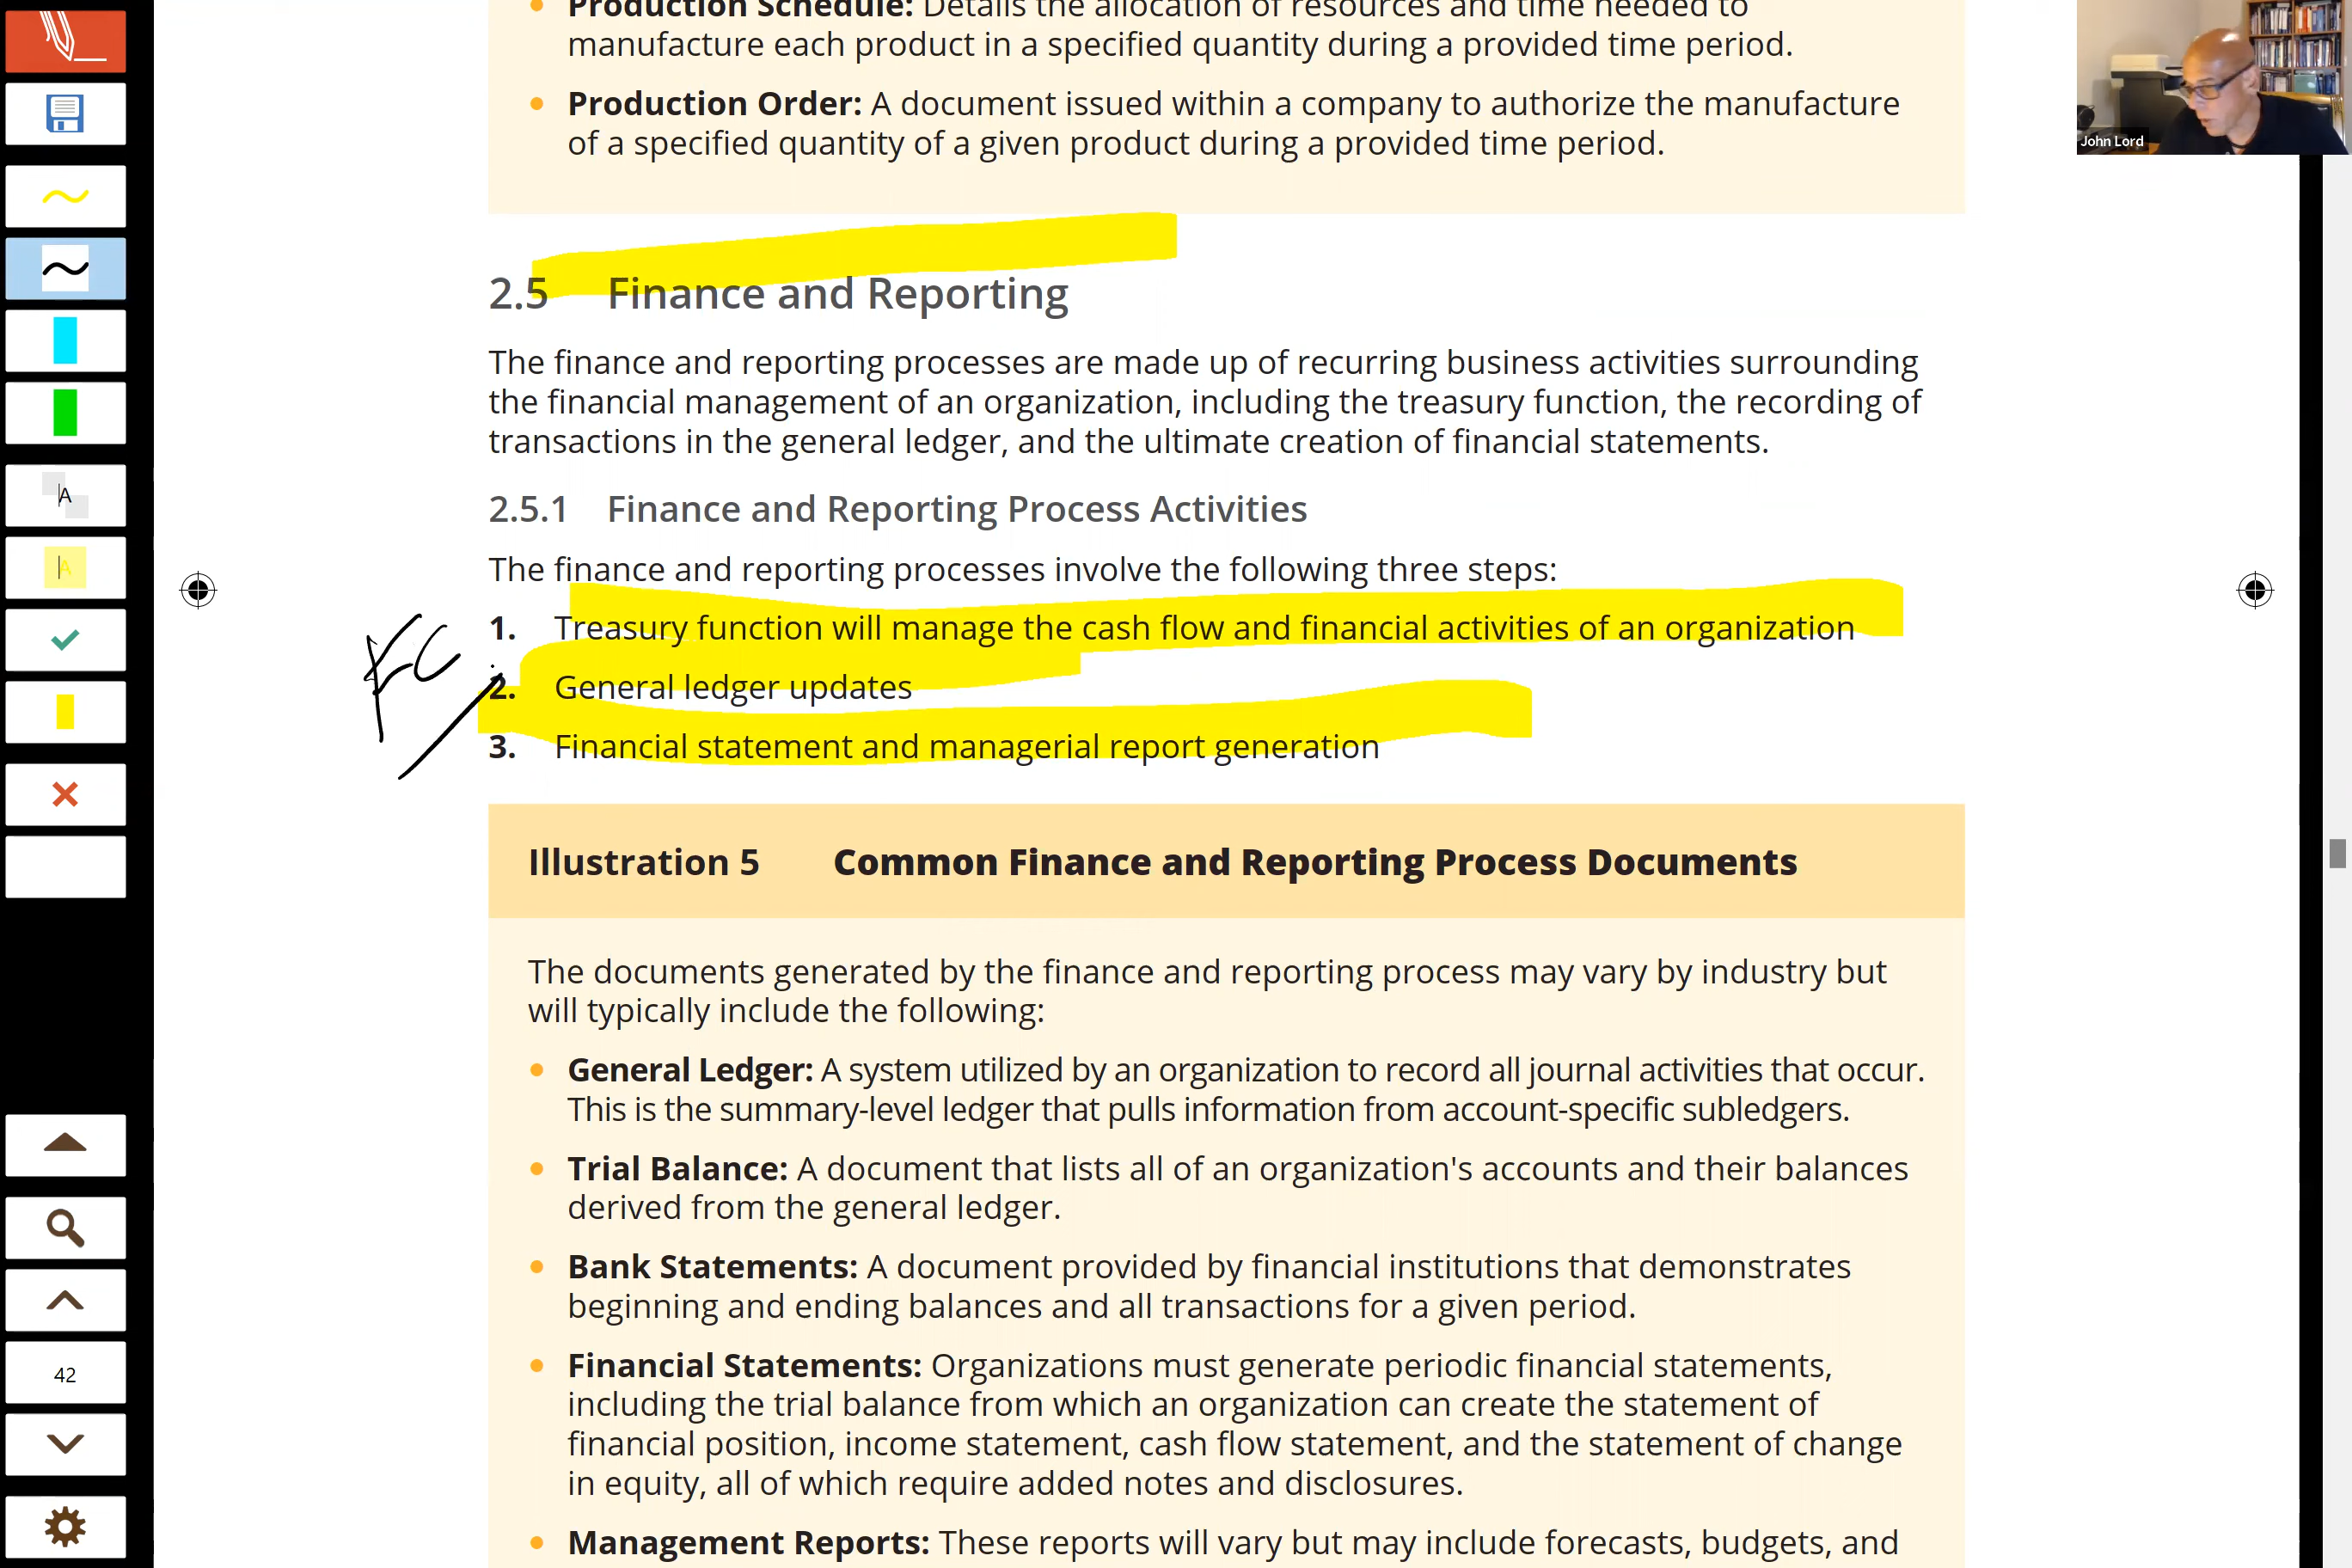 Production Schedule: Details the allocation of resources and time needed to
manufacture each product in a specified quantity during a provided time period.
Production Order: A document issued within a company to authorize the manufacture
of a specified quantity of a given product during a provided time period.
John Lord
2.5 Finance and Reporting
The finance and reporting processes are made up of recurring business activities surrounding
the financial management of an organization, including the treasury function, the recording of
transactions in the general ledger, and the ultimate creation of financial statements.
2.5.1 Finance and Reporting Process Activities
The finance and reporting processes involve the following three steps:
1. Treasury function will manage the cash flow and financial activities of an organization
2. General ledger updates
3. Financial statement and managerial report generation
Illustration 5 Common Finance and Reporting Process Documents
The documents generated by the finance and reporting process may vary by industry but
will typically include the following:
General Ledger: A system utilized by an organization to record all journal activities that occur.
This is the summary-level ledger that pulls information from account-specific subledgers.
Trial Balance: A document that lists all of an organization's accounts and their balances
derived from the general ledger.
Bank Statements: A document provided by financial institutions that demonstrates
beginning and ending balances and all transactions for a given period.
Financial Statements: Organizations must generate periodic financial statements,
including the trial balance from which an organization can create the statement of
financial position, income statement, cash flow statement, and the statement of change
in equity, all of which require added notes and disclosures.
Management Reports: These reports will vary but may include forecasts, budgets, and
A
A
42